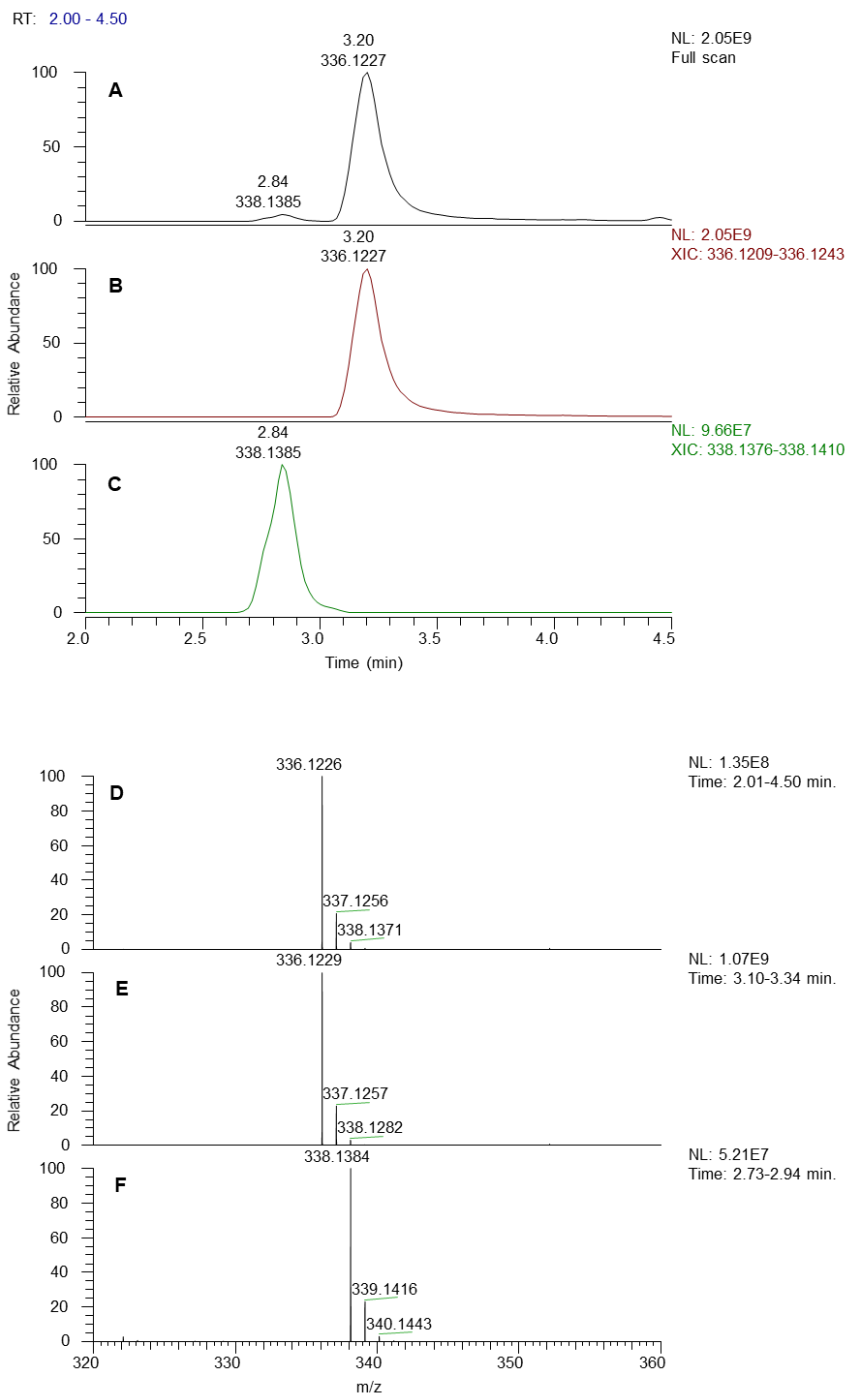 RT: 2.00 - 4.50
NL: 2.05E9
Full scan
3.20
336.1227
A
2.84
338.1385
100
50
0
NL: 2.05E9
XIC: 336.1209-336.1243
3.20
336.1227
B
100
50
0
Relative Abundance
NL: 9.66E7
XIC: 338.1376-338.1410
2.84
338.1385
C
100
50
0
2.0 2.5 3.0 3.5 4.0 4.5
Time (min)
NL: 1.35E8
Time: 2.01-4.50 min.
336.1226
D
337.1256
338.1371
100
80
60
40
20
0
NL: 1.07E9
Time: 3.10-3.34 min.
336.1229
E
337.1257
338.1282
100
80
60
40
20
0
Relative Abundance
NL: 5.21E7
Time: 2.73-2.94 min.
338.1384
F
339.1416
340.1443
100
80
60
40
20
0
320 330 340 350 360
m/z